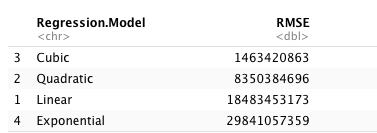 Regression.Model RMSE
<chr> <dbl>
3 Cubic 1463420863
2 Quadratic 8350384696
1 Linear 18483453173
4 Exponential 29841057359